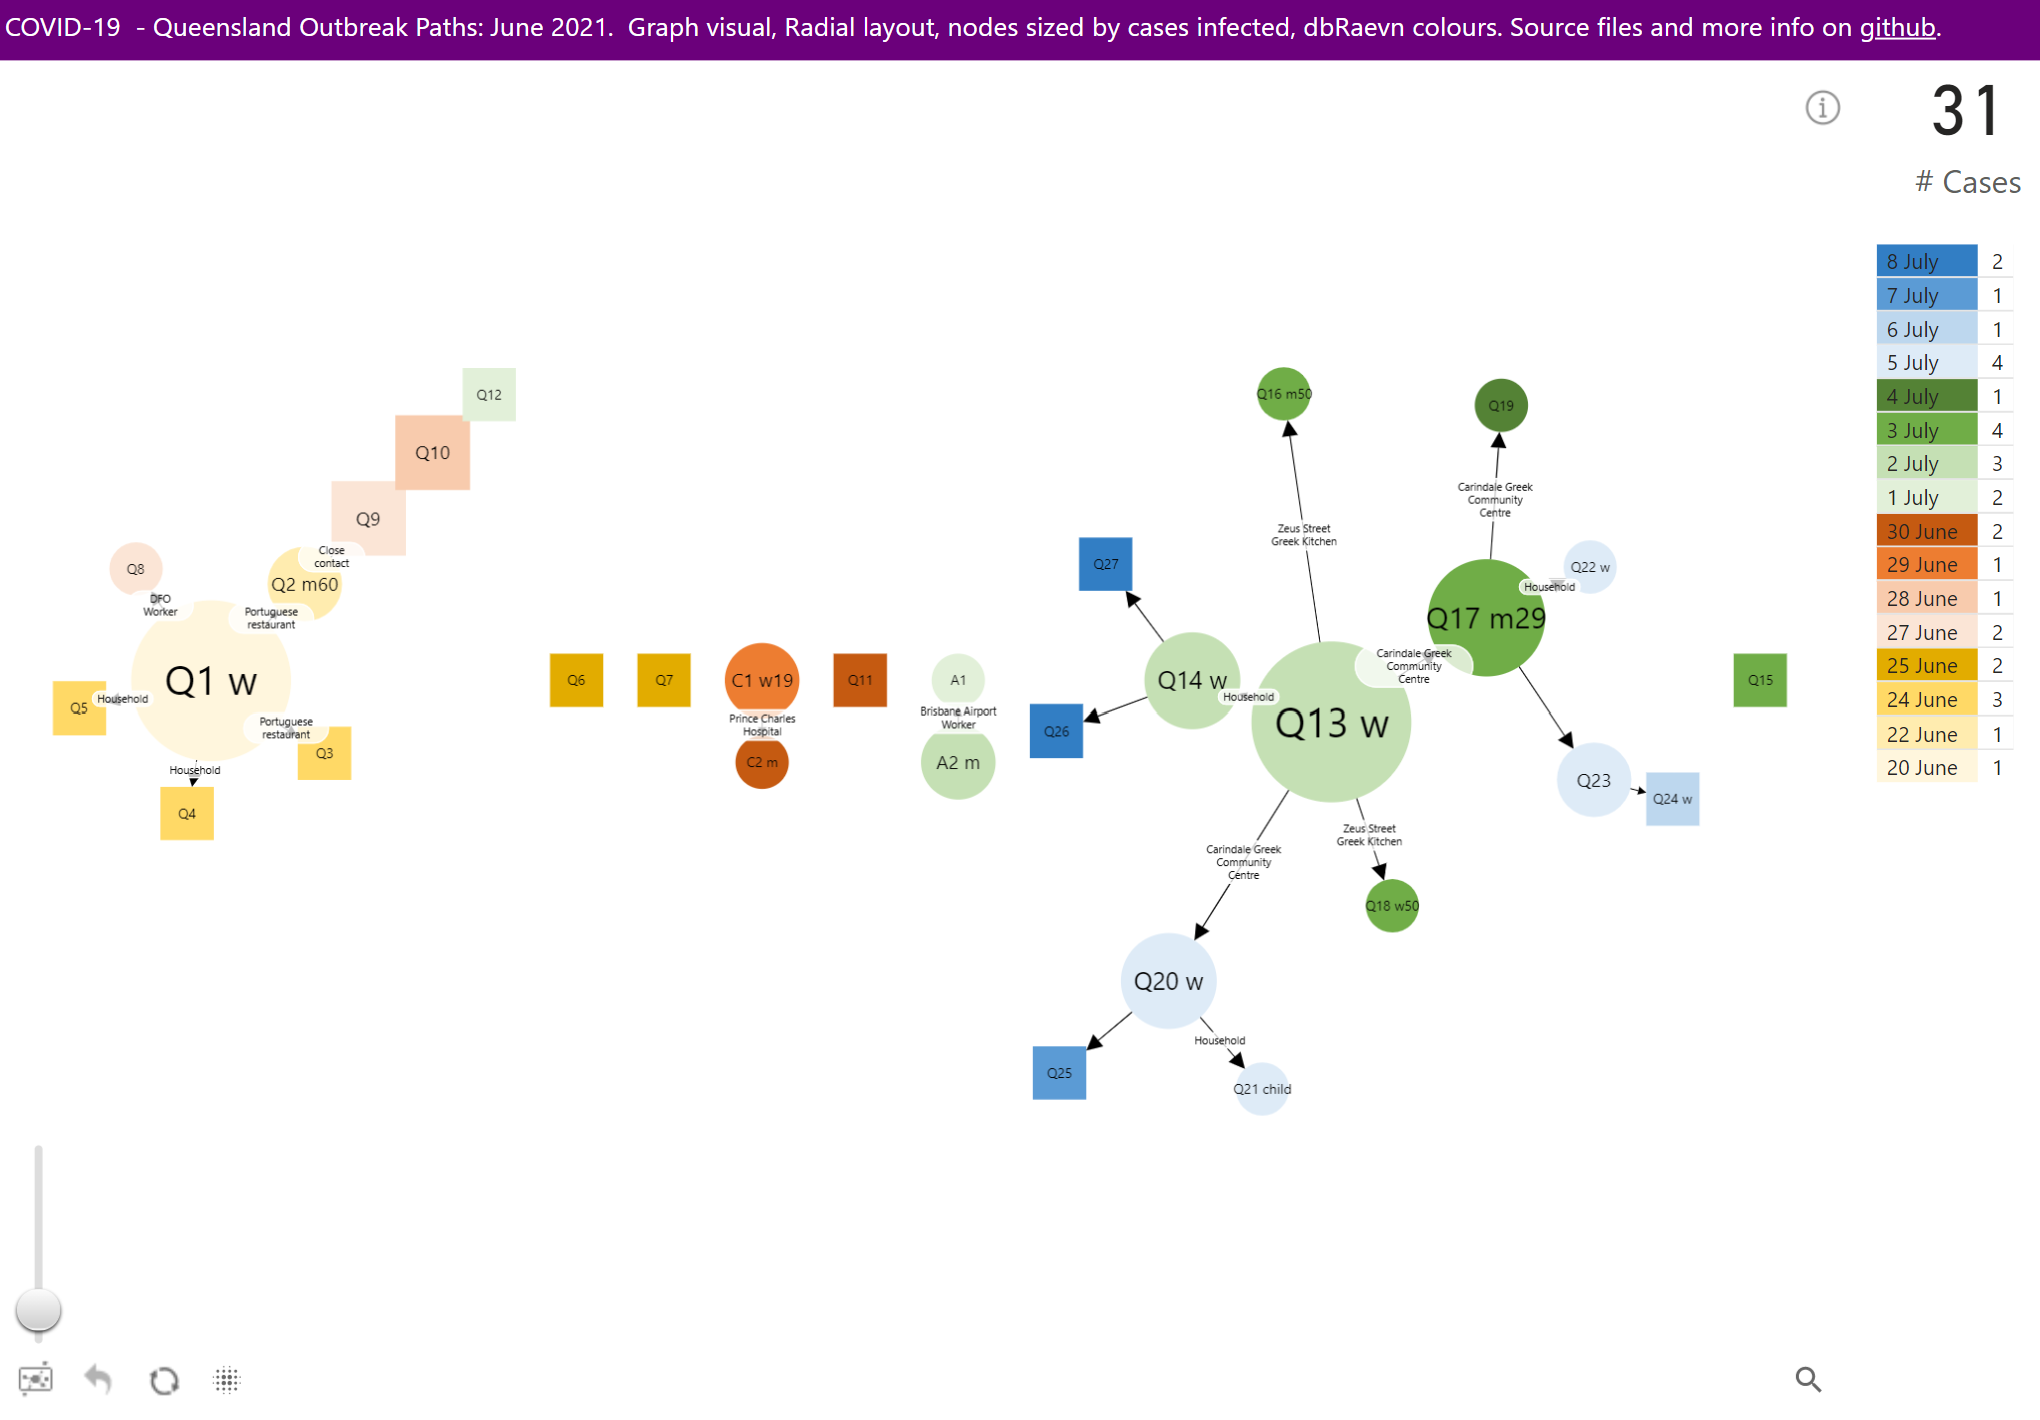 COVID-19  - Queensland Outbreak Paths: June 2021.  Graph visual, Radial layout, nodes sized by cases infected, dbRaevn colours. Source files and more info on github.
31
# Cases
8 July 2
7 July 1
6 July 1
5 July 4
4 July 1
3 July 4
2 July 3
1 July 2
30 June 2
29 June 1
28 June 1
27 June 2
25 June 2
24 June 3
22 June 1
20 June 1
Q12
Q10
Q9
Close
contact
Q8
Q2 m60
DFO
Worker
Portuguese
restaurant
Q1 w
Q5
Household
Portuguese
restaurant
Q3
Household
Q4
Q6
Q7
C1 w19
Prince Charles
Hospital
C2 m
Q11
A1
Brisbane Airport
Worker
A2 m
Q16 m50
Q19
Carindale Greek
Community
Centre
Zeus Street
Greek Kitchen
Q27
Q22 w
Household
Q17 m29
Carindale Greek
Community
Centre
Q14 w
Household
Q13 w
Q26
Q15
Q23
Q24 w
Zeus Street
Greek Kitchen
Carindale Greek
Community
Centre
Q18 w50
Q20 w
Household
Q25
Q21 child